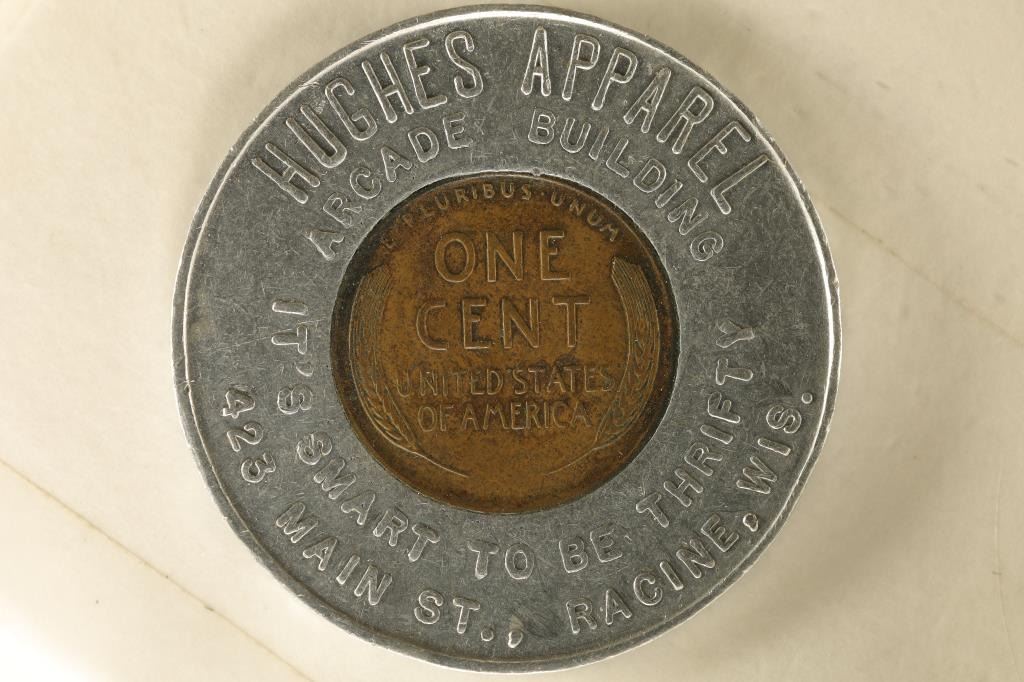 HUGHES APPAREL
ARCADE BUILDING
E·PLURIBUS·UNUM
ONE
CENT
UNITED STATES
OF AMERICA
IT'S SMART TO BE THRIFTY
423 MAIN ST., RACINE, WIS.